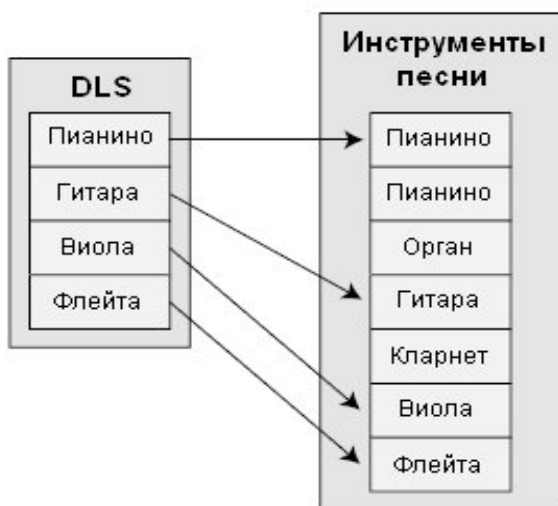 DLS
Пианино
Гитара
Виола
Флейта
Инструменты
песни
Пианино
Пианино
Орган
Гитара
Кларнет
Виола
Флейта